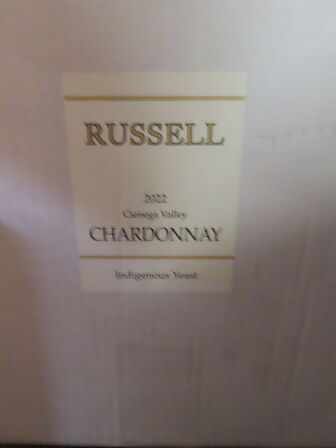 RUSSELL
2022
Cienega Valley
CHARDONNAY
Indigenous Yeast